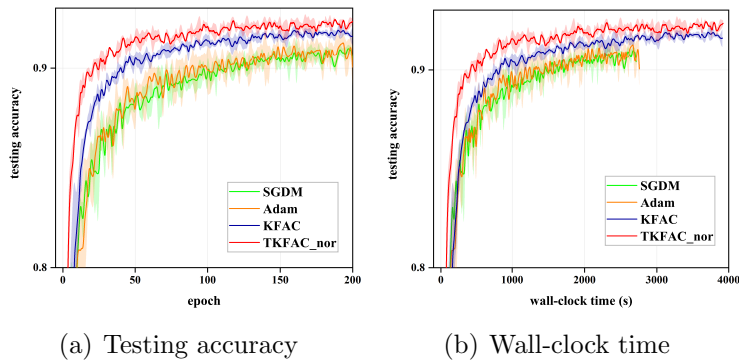 testing accuracy
0.9
0.8
SGDM
Adam
KFAC
TKFAC_nor
0 50 100 150 200
epoch
(a) Testing accuracy
testing accuracy
0.9
0.8
SGDM
Adam
KFAC
TKFAC_nor
0 1000 2000 3000 4000
wall-clock time (s)
(b) Wall-clock time